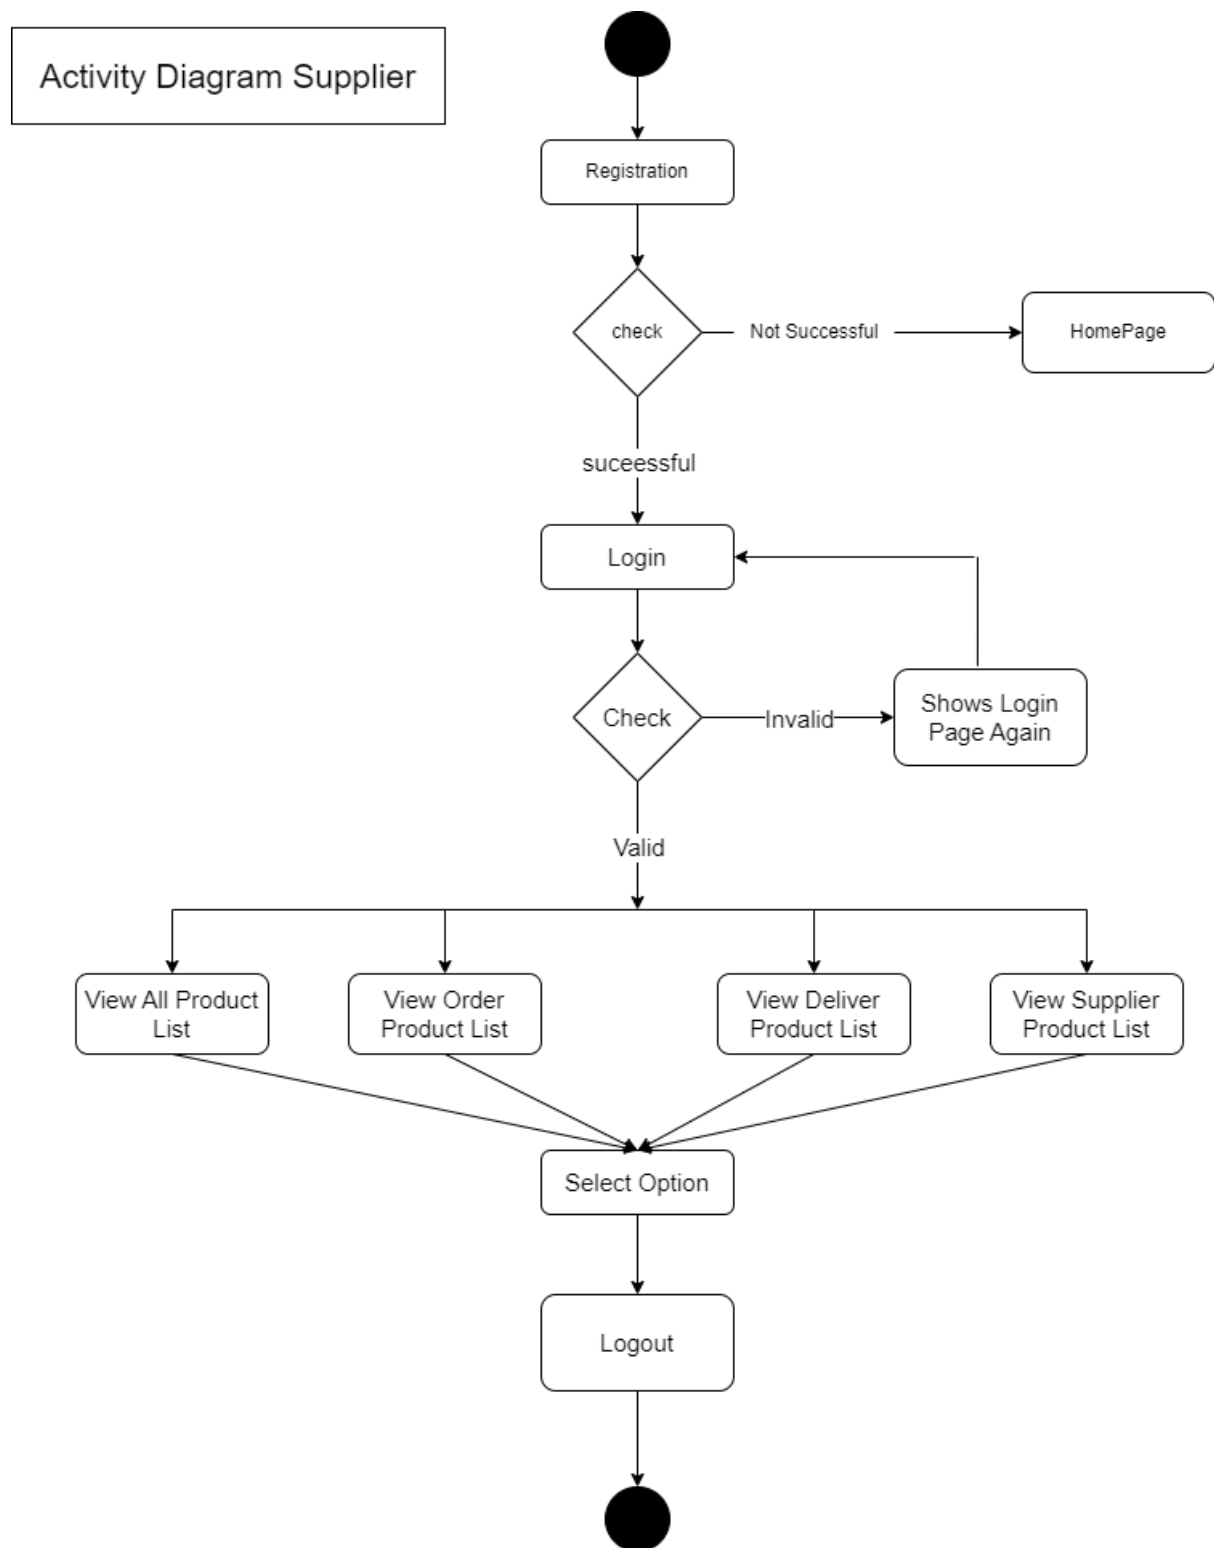 Activity Diagram Supplier
Registration
check
Not Successful
HomePage
suceessful
Login
Check
Invalid
Shows Login
Page Again
Valid
View All Product
List
View Order
Product List
View Deliver
Product List
View Supplier
Product List
Select Option
Logout